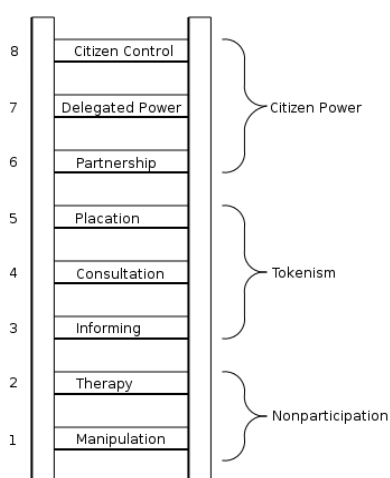 8 Citizen Control
7 Delegated Power Citizen Power
6 Partnership
5 Placation
4 Consultation Tokenism
3 Informing
2 Therapy
Nonparticipation
1 Manipulation